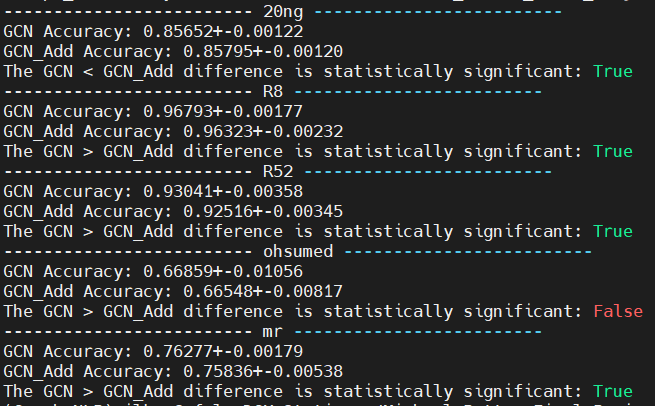 ------------------------- 20ng -------------------------
GCN Accuracy: 0.85652+-0.00122
GCN_Add Accuracy: 0.85795+-0.00120
The GCN < GCN_Add difference is statistically significant: True
------------------------- R8 -------------------------
GCN Accuracy: 0.96793+-0.00177
GCN_Add Accuracy: 0.96323+-0.00232
The GCN > GCN_Add difference is statistically significant: True
------------------------- R52 -------------------------
GCN Accuracy: 0.93041+-0.00358
GCN_Add Accuracy: 0.92516+-0.00345
The GCN > GCN_Add difference is statistically significant: True
------------------------- ohsumed -------------------------
GCN Accuracy: 0.66859+-0.01056
GCN_Add Accuracy: 0.66548+-0.00817
The GCN > GCN_Add difference is statistically significant: False
------------------------- mr -------------------------
GCN Accuracy: 0.76277+-0.00179
GCN_Add Accuracy: 0.75836+-0.00538
The GCN > GCN_Add difference is statistically significant: True